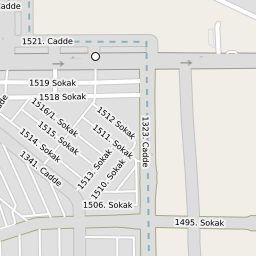 Cadde
1521. Cadde
1519 Sokak
1518 Sokak
1516/1. Sokak
1512 Sokak
1515. Sokak
1511. Sokak
1514. Sokak
1323. Cadde
1341. Cadde
1513. Sokak
1510. Sokak
1506. Sokak
1495. Sokak